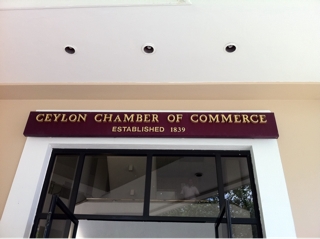 CEYLON CHAMBER OF COMMERCE
ESTABLISHED 1839